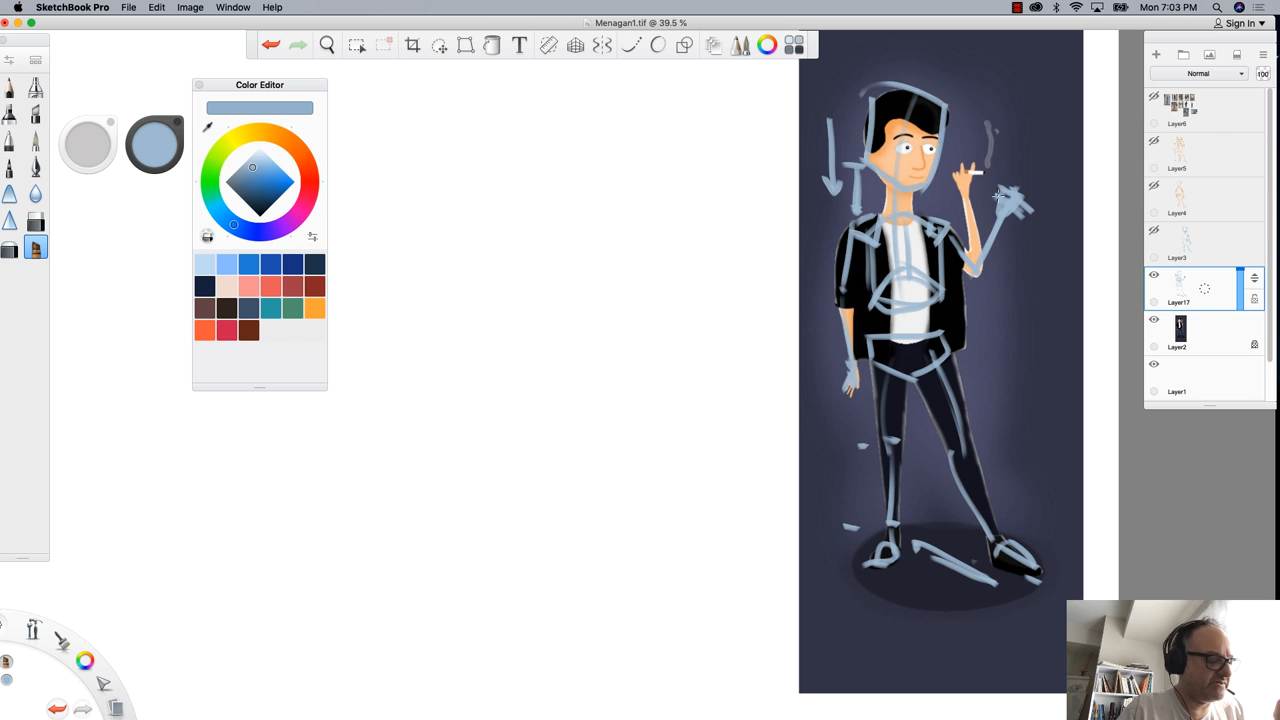 SketchBook Pro File Edit Image Window Help
Mon 7:03 PM
Menagan1.tif @ 39.5 %
Sign In
T
Color Editor
Normal
100
Layer6
Layer5
Layer4
Layer3
Layer17
Layer2
Layer1